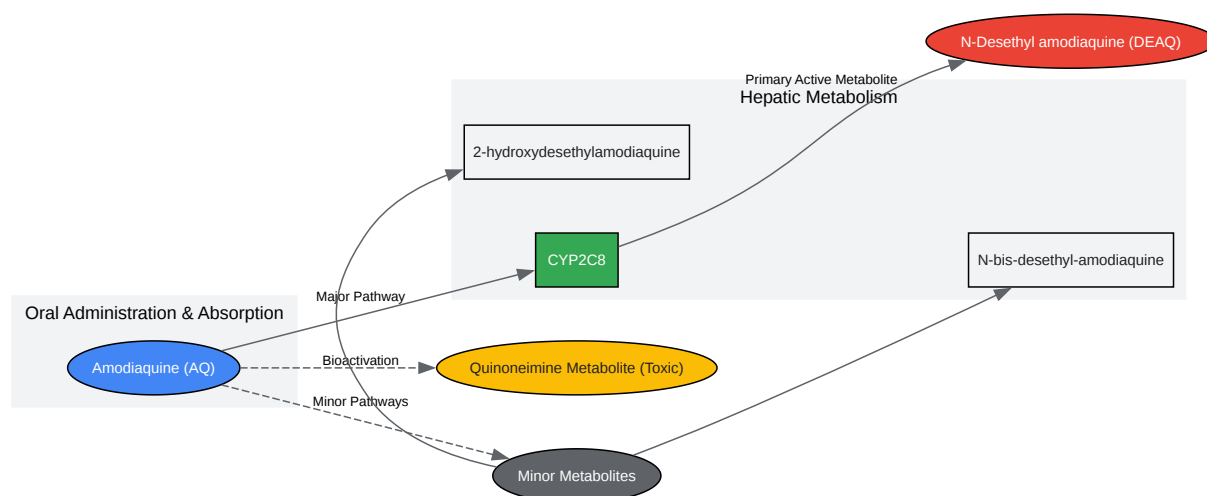 N-Desethyl amodiaquine (DEAQ)
Primary Active Metabolite
Hepatic Metabolism
2-hydroxydesethylamodiaquine
CYP2C8
N-bis-desethyl-amodiaquine
Major Pathway
Oral Administration & Absorption
Amodiaquine (AQ)
Bioactivation
Quinoneimine Metabolite (Toxic)
Minor Pathways
Minor Metabolites